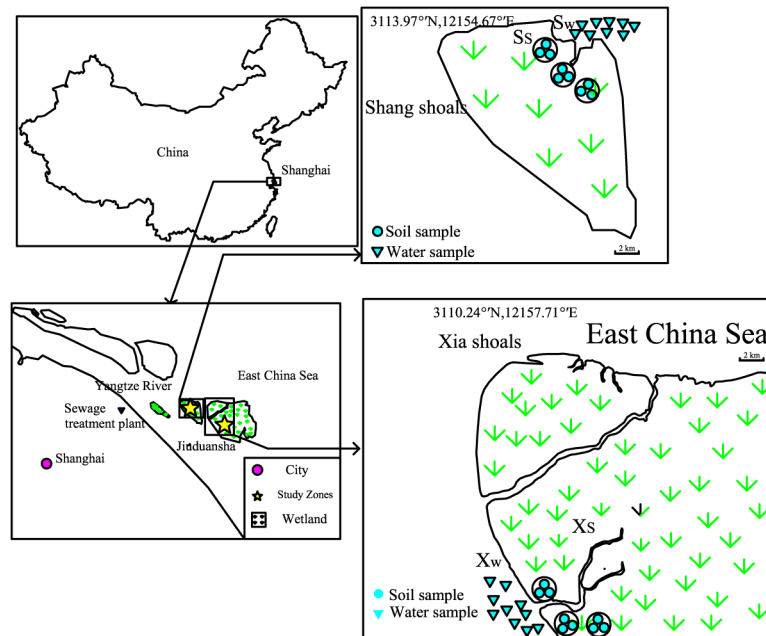 China
Shanghai
3113.97°′N,12154.67°′E
Sw
Ss
Shang shoals
Soil sample
Water sample
2 km
Yangtze River
East China Sea
Sewage
treatment plant
Jiuduansha
Shanghai
City
Study Zones
Wetland
3110.24°′N,12157.71°′E
Xia shoals
East China Sea
2 km
Xs
Xw
Soil sample
Water sample